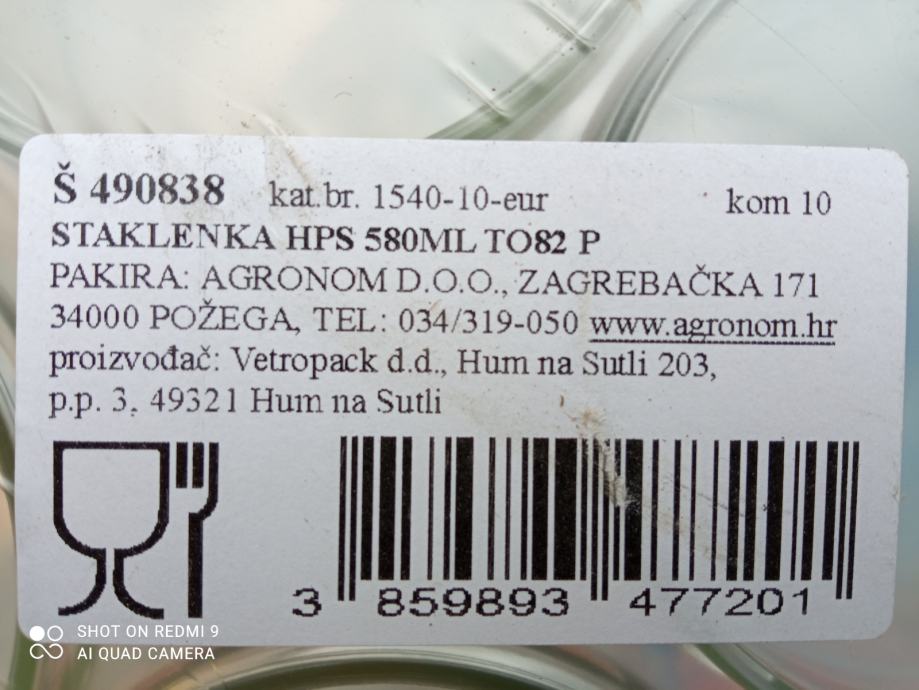 Š 490838 kat.br. 1540-10-eur kom 10
STAKLENKA HPS 580ML TO82 P
PAKIRA: AGRONOM D.O.O., ZAGREBAČKA 171
34000 POŽEGA, TEL: 034/319-050 www.agronom.hr
proizvođač: Vetropack d.d., Hum na Sutli 203,
p.p. 3, 49321 Hum na Sutli
3 859893 477201
SHOT ON REDMI 9
AI QUAD CAMERA